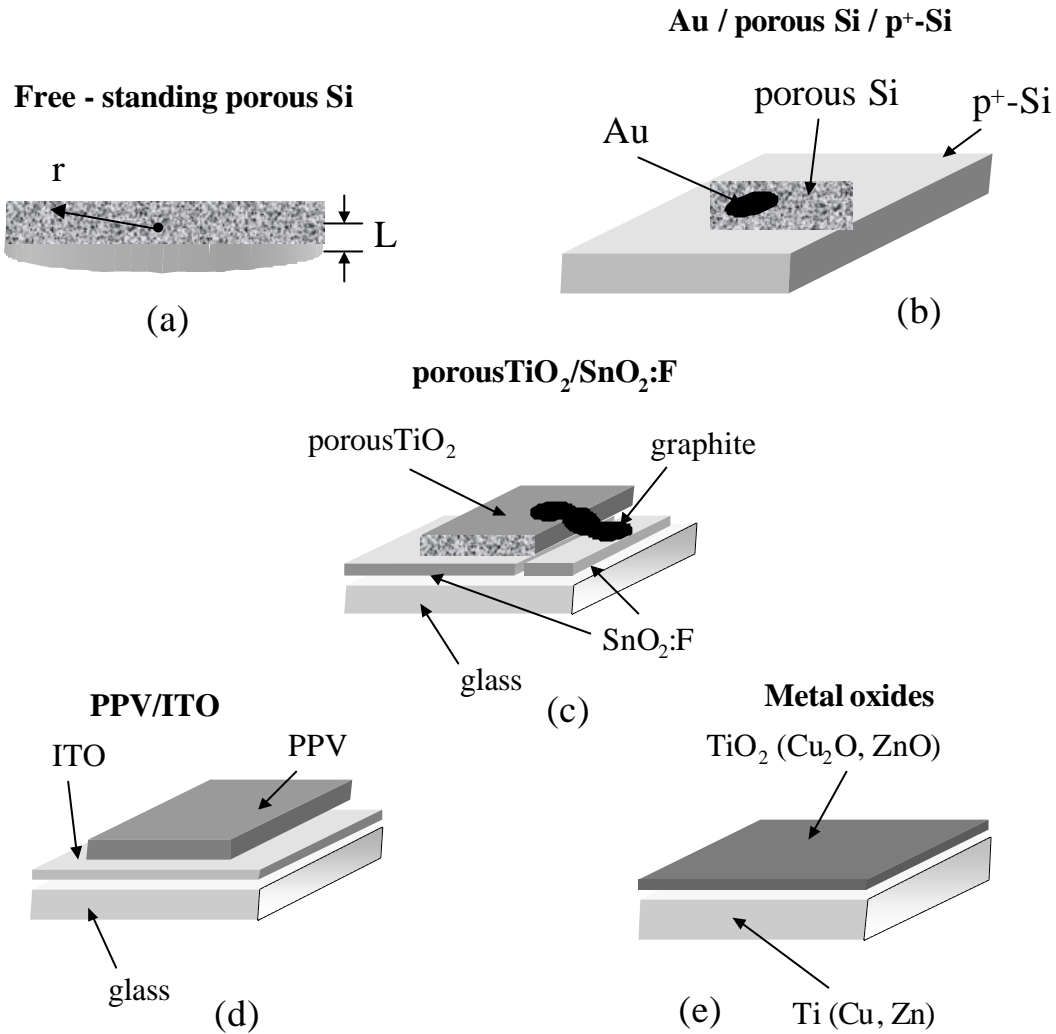 Free - standing porous Si
r
L
(a)
Au / porous Si / p⁺-Si
porous Si
p⁺-Si
Au
(b)
porousTiO₂/SnO₂:F
porousTiO₂
graphite
SnO₂:F
glass
(c)
PPV/ITO
ITO
PPV
glass
(d)
Metal oxides
TiO₂ (Cu₂O, ZnO)
Ti (Cu, Zn)
(e)